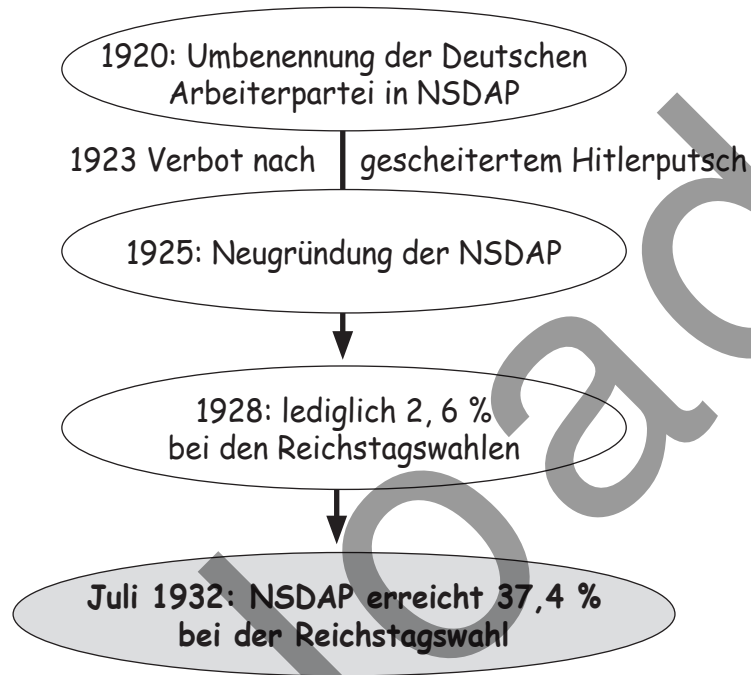 1920: Umbenennung der Deutschen
Arbeiterpartei in NSDAP
1923 Verbot nach gescheitertem Hitlerputsch
1925: Neugründung der NSDAP
1928: lediglich 2, 6 %
bei den Reichstagswahlen
Juli 1932: NSDAP erreicht 37,4 %
bei der Reichstagswahl